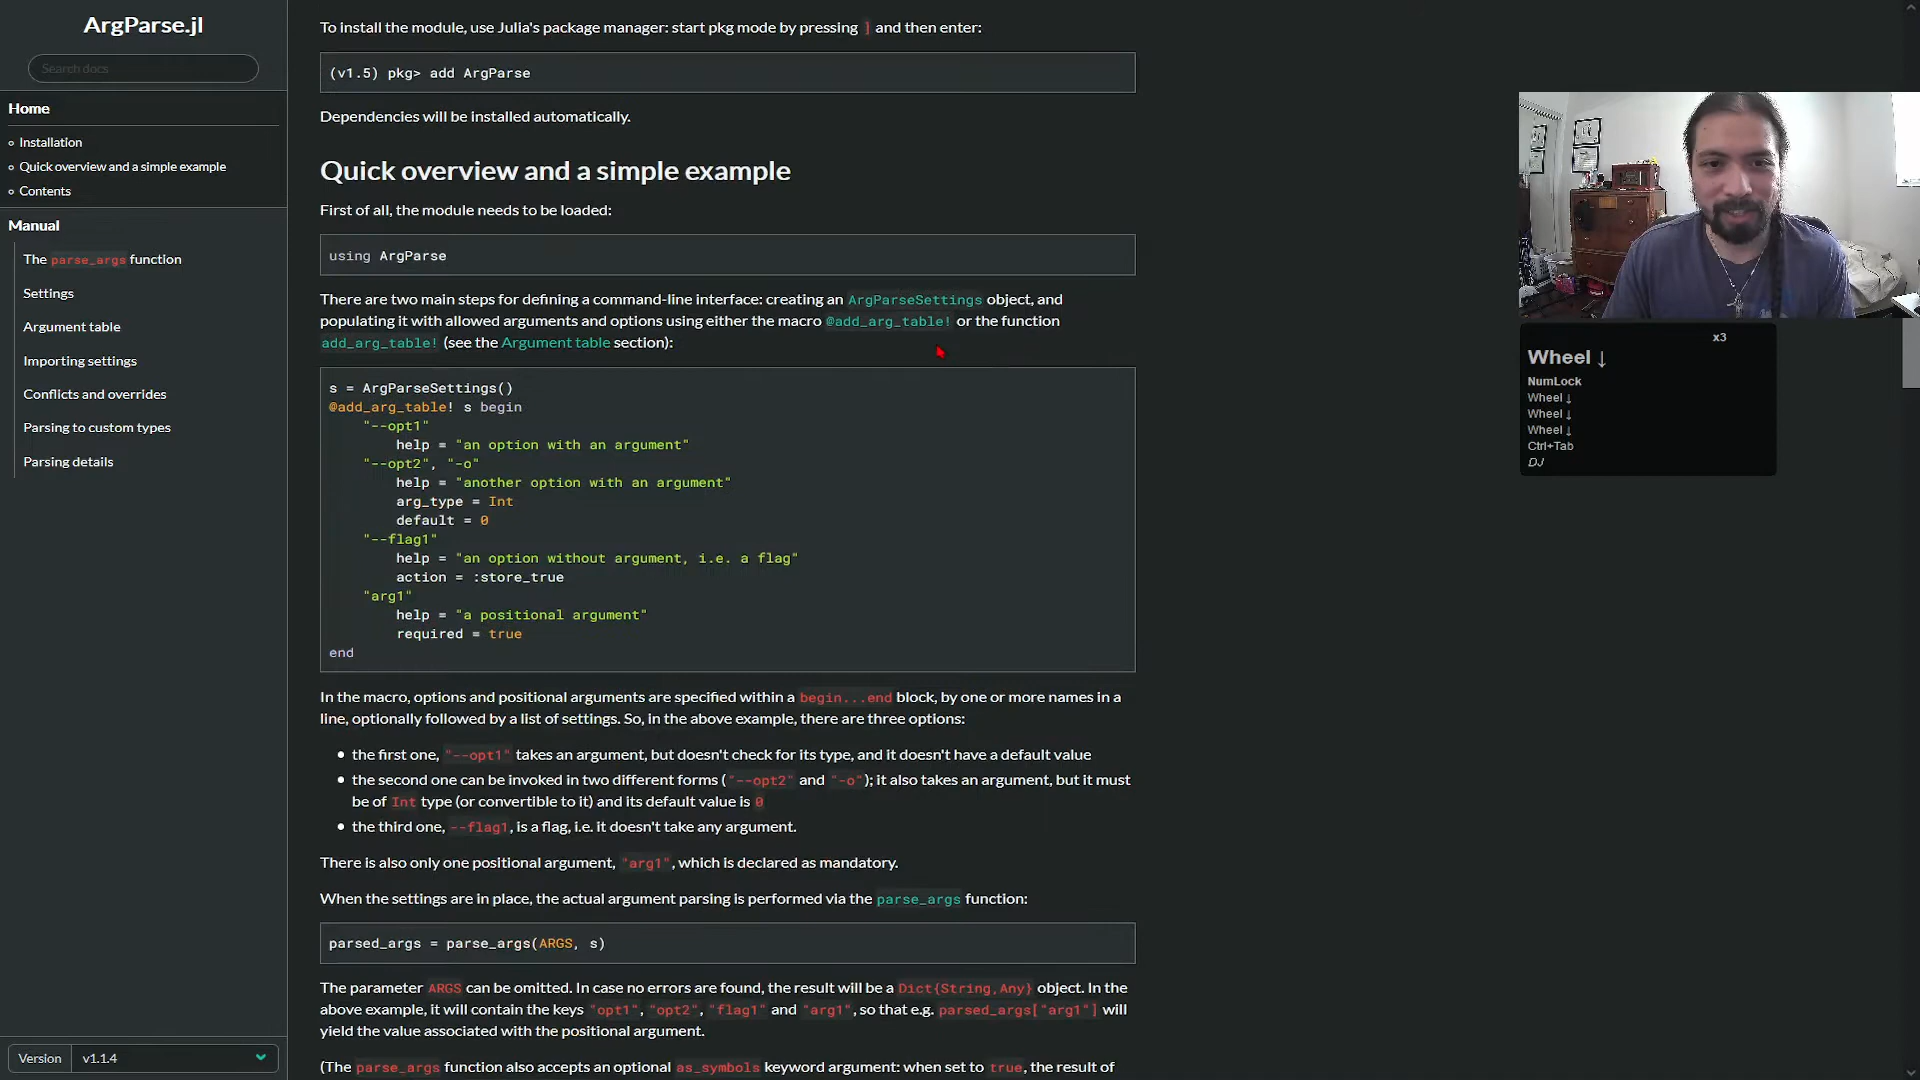 ArgParse.jl
Search docs
Home
Installation
Quick overview and a simple example
Contents
Manual
The parse_args function
Settings
Argument table
Importing settings
Conflicts and overrides
Parsing to custom types
Parsing details
Version v1.1.4
To install the module, use Julia's package manager: start pkg mode by pressing ] and then enter:
(v1.5) pkg> add ArgParse
Dependencies will be installed automatically.
Quick overview and a simple example
First of all, the module needs to be loaded:
using ArgParse
There are two main steps for defining a command-line interface: creating an ArgParseSettings object, and
populating it with allowed arguments and options using either the macro @add_arg_table! or the function
add_arg_table! (see the Argument table section):
s = ArgParseSettings()
@add_arg_table! s begin
    "--opt1"
        help = "an option with an argument"
    "--opt2", "-o"
        help = "another option with an argument"
        arg_type = Int
        default = 0
    "--flag1"
        help = "an option without argument, i.e. a flag"
        action = :store_true
    "arg1"
        help = "a positional argument"
        required = true
end
In the macro, options and positional arguments are specified within a begin...end block, by one or more names in a
line, optionally followed by a list of settings. So, in the above example, there are three options:
the first one, "--opt1" takes an argument, but doesn't check for its type, and it doesn't have a default value
the second one can be invoked in two different forms ("--opt2" and "-o"); it also takes an argument, but it must
be of Int type (or convertible to it) and its default value is 0
the third one, --flag1, is a flag, i.e. it doesn't take any argument.
There is also only one positional argument, "arg1", which is declared as mandatory.
When the settings are in place, the actual argument parsing is performed via the parse_args function:
parsed_args = parse_args(ARGS, s)
The parameter ARGS can be omitted. In case no errors are found, the result will be a Dict{String,Any} object. In the
above example, it will contain the keys "opt1", "opt2", "flag1" and "arg1", so that e.g. parsed_args["arg1"] will
yield the value associated with the positional argument.
(The parse_args function also accepts an optional as_symbols keyword argument: when set to true, the result of
x3
Wheel ↓
NumLock
Wheel ↓
Wheel ↓
Wheel ↓
Ctrl+Tab
DJ